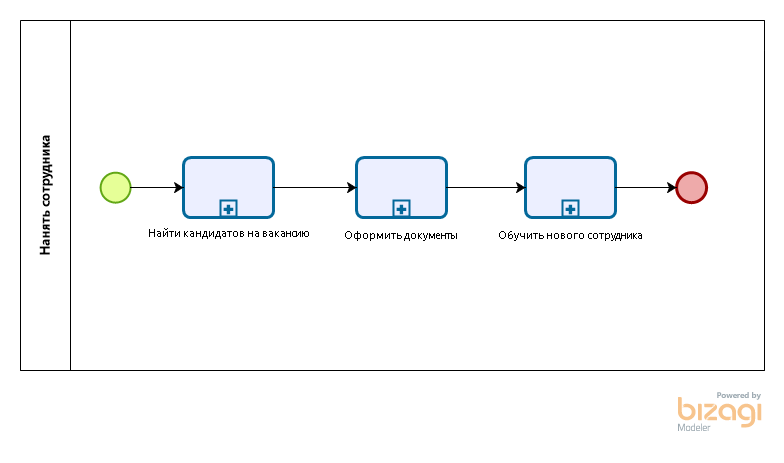 Нанять сотрудника
Найти кандидатов на вакансию
Оформить документы
Обучить нового сотрудника
Powered by
bizagi
Modeler